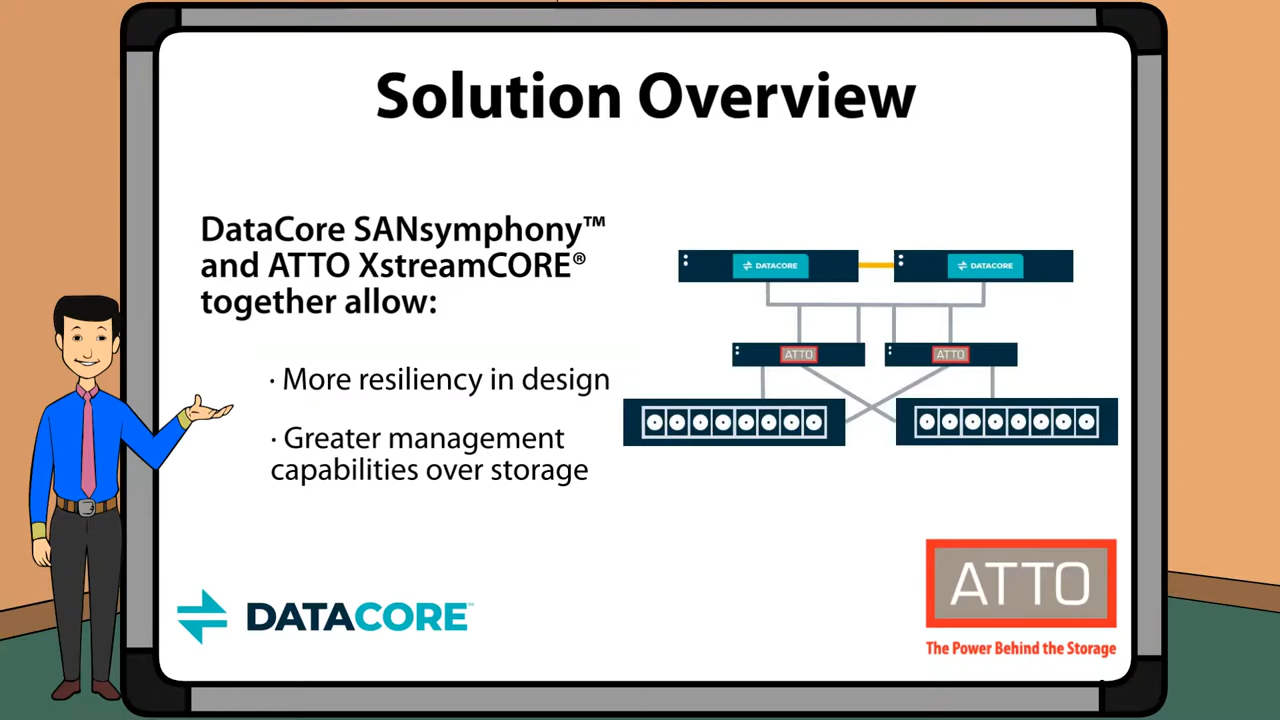 Solution Overview
DataCore SANsymphony™
and ATTO XstreamCORE®
together allow:
· More resiliency in design
· Greater management
capabilities over storage
DATACORE
DATACORE
ATTO
ATTO
DATACORE™
ATTO
The Power Behind the Storage